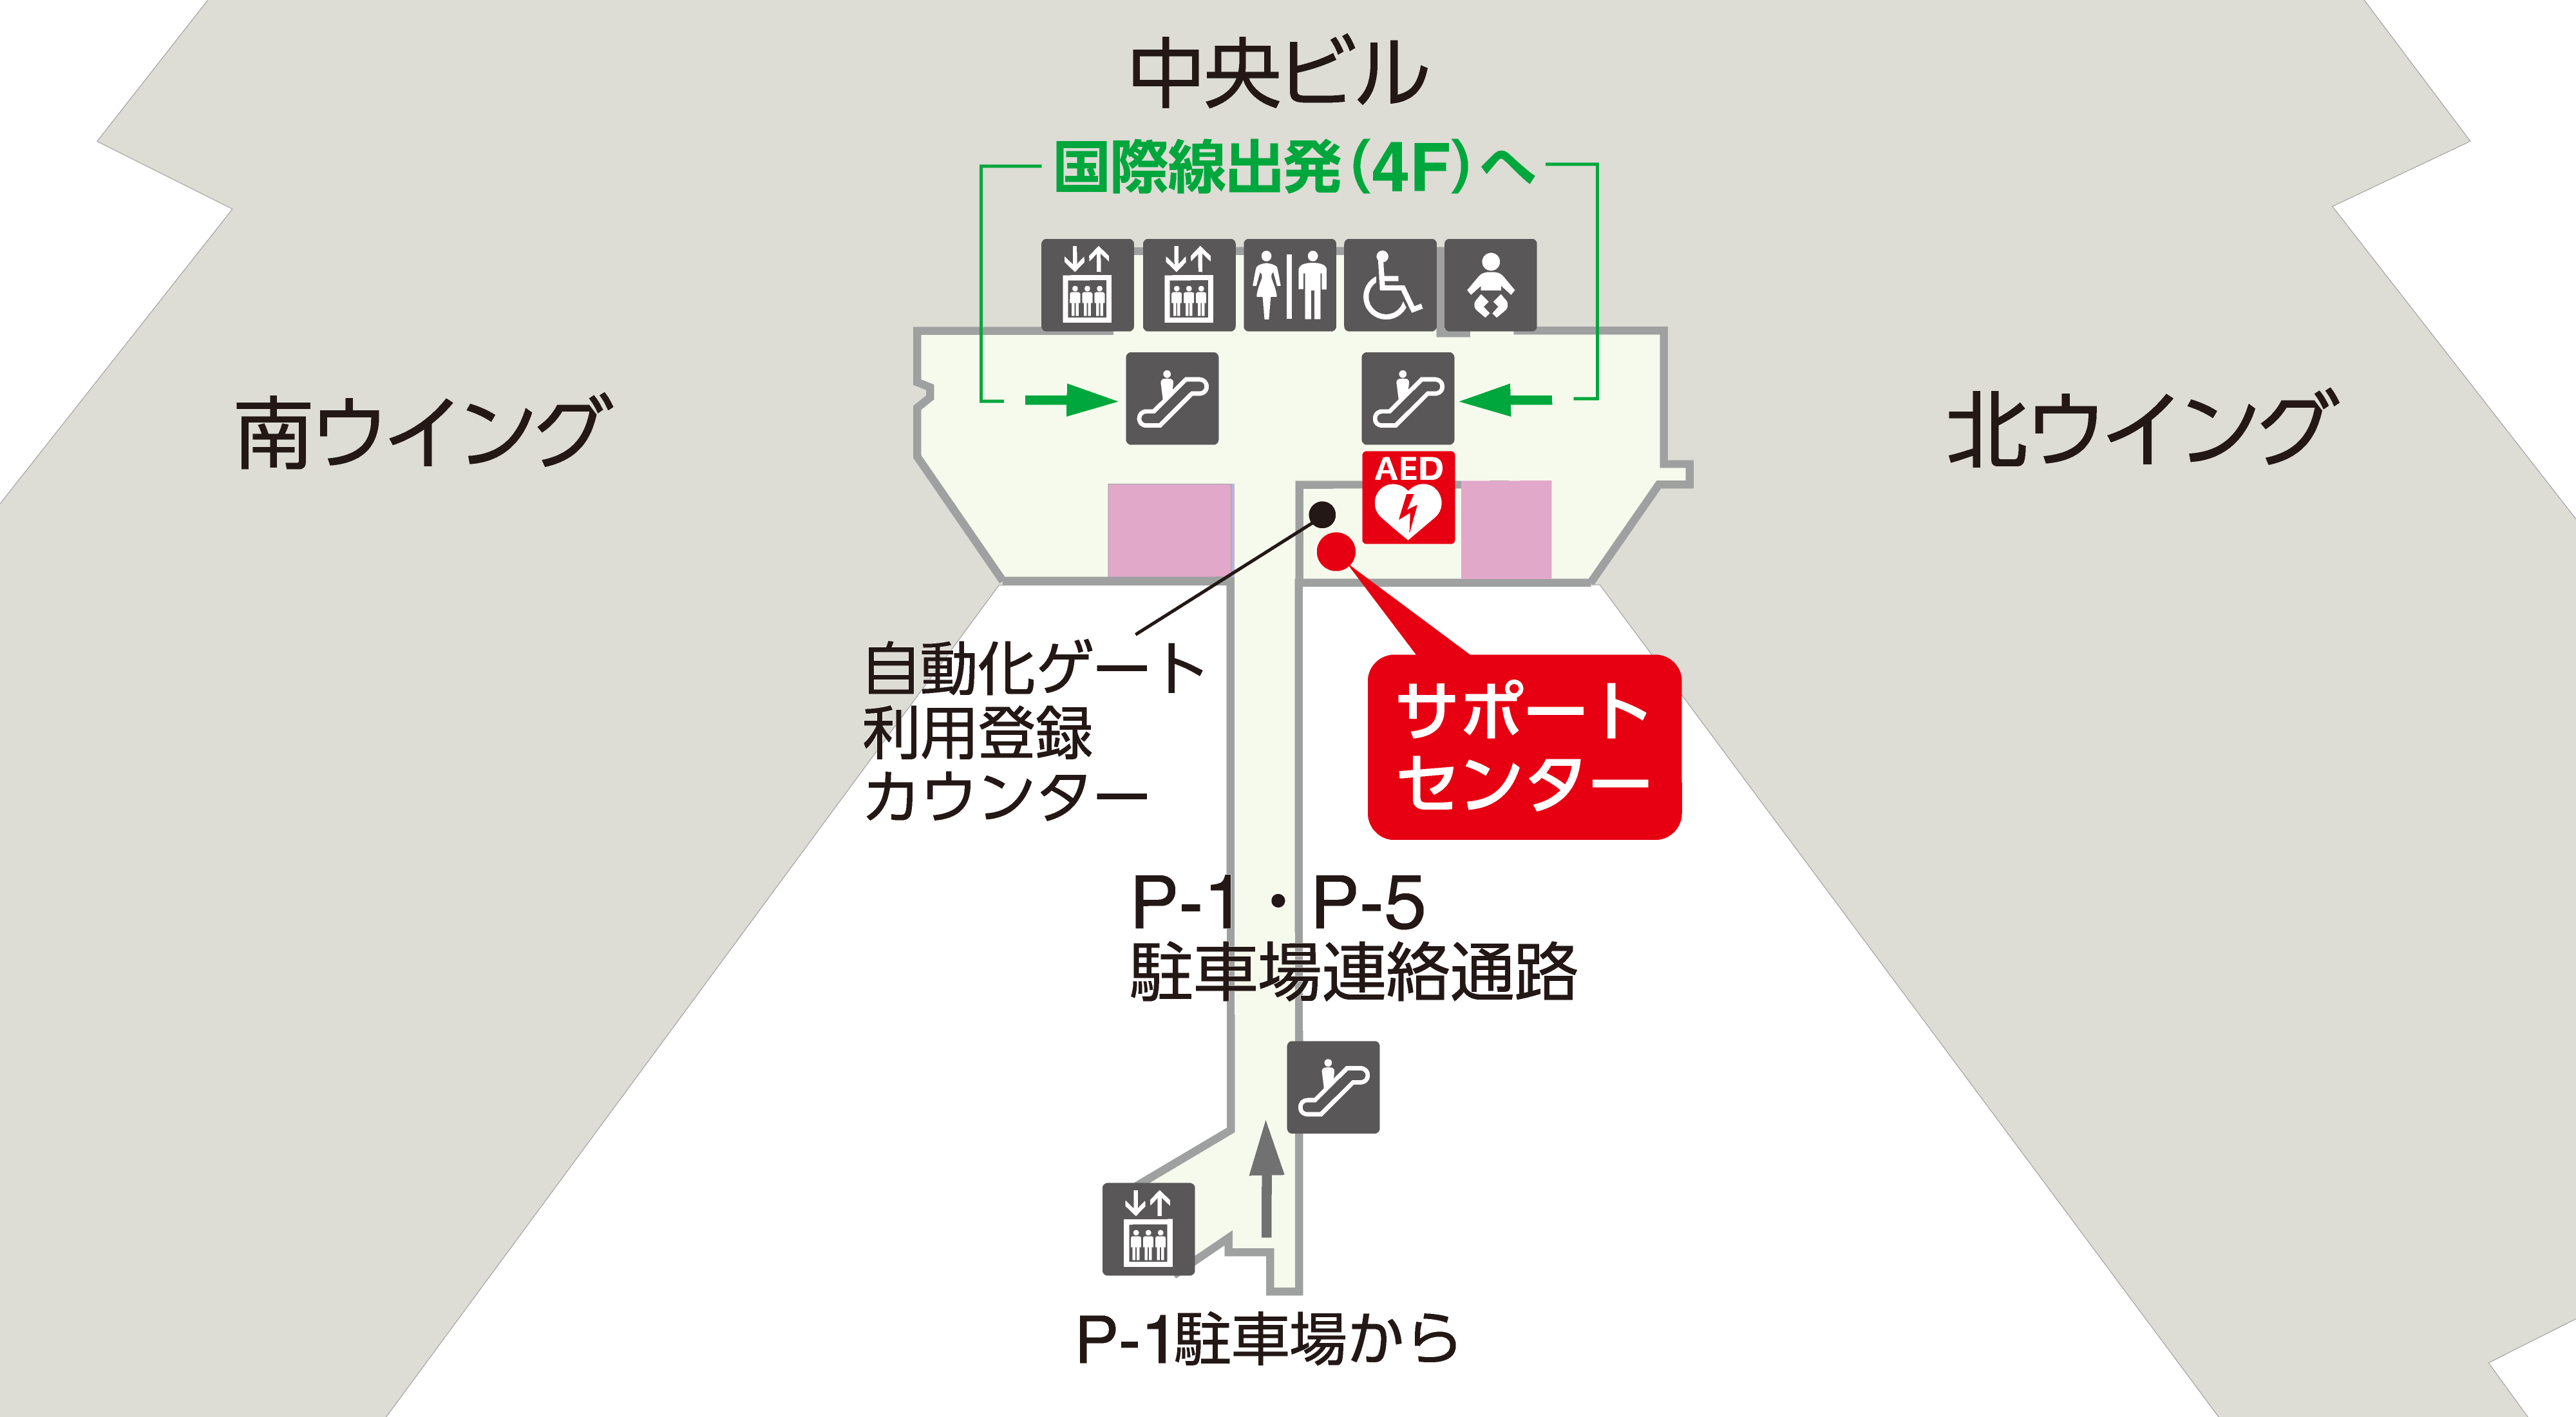 中央ビル
国際線出発(4F)へ
南ウイング
北ウイング
AED
自動化ゲート
利用登録
カウンター
サポート
センター
P-1・P-5
駐車場連絡通路
P-1駐車場から